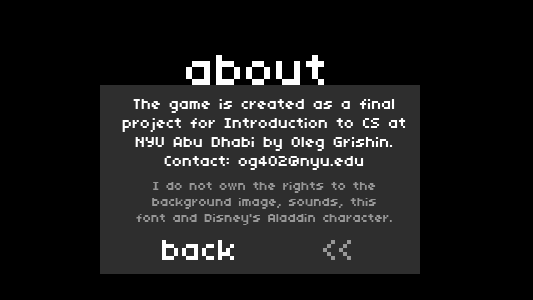 about
The game is created as a final
project for Introduction to CS at
NYU Abu Dhabi by Oleg Grishin.
Contact: og402@nyu.edu
I do not own the rights to the
background image, sounds, this
font and Disney's Aladdin character.
back <<